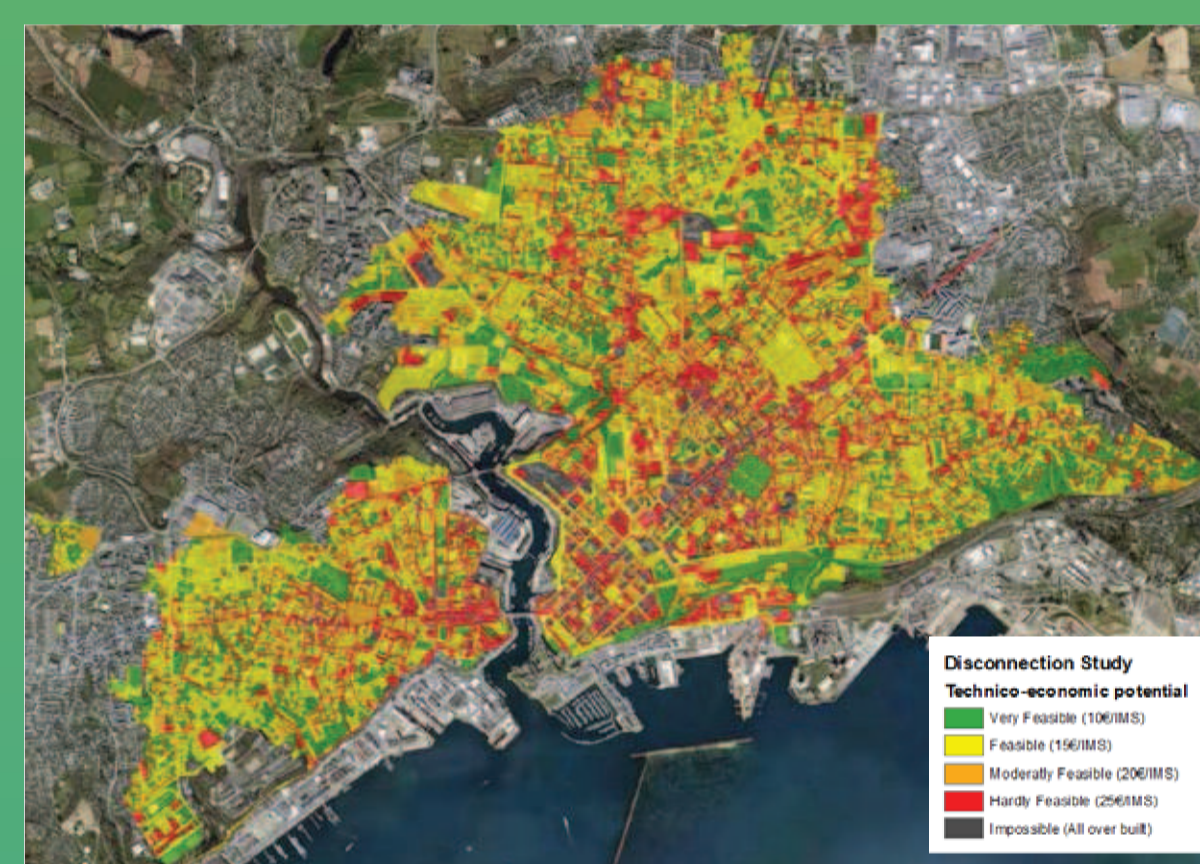 Disconnection Study
Technico-economic potential
Very Feasible (10€/IMS)
Feasible (15€/IMS)
Moderatly Feasible (20€/IMS)
Hardly Feasible (25€/IMS)
Impossible (All over built)